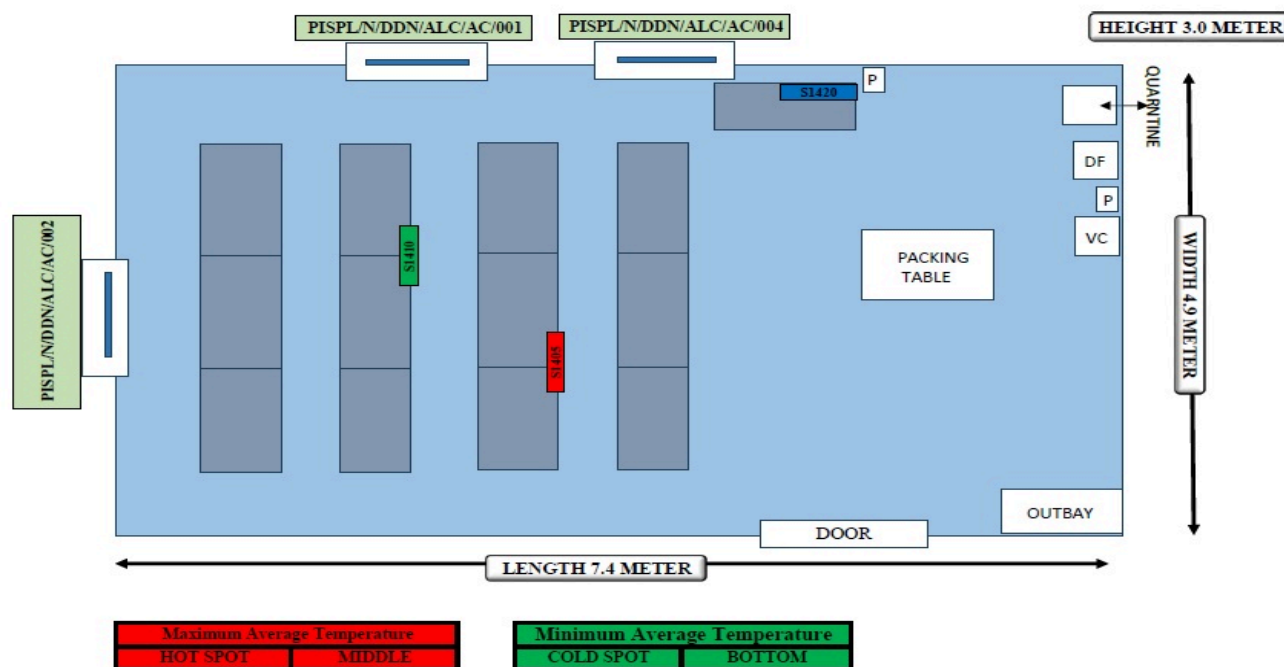 PISPL/N/DDN/ALC/AC/001
PISPL/N/DDN/ALC/AC/004
HEIGHT 3.0 METER
P
S1420
QUARNTINE
DF
P
VC
S1410
PISPL/N/DDN/ALC/AC/002
PACKING
TABLE
WIDTH 4.9 METER
S1405
OUTBAY
DOOR
LENGTH 7.4 METER
Maximum Average Temperature
HOT SPOT MIDDLE
Minimum Average Temperature
COLD SPOT BOTTOM